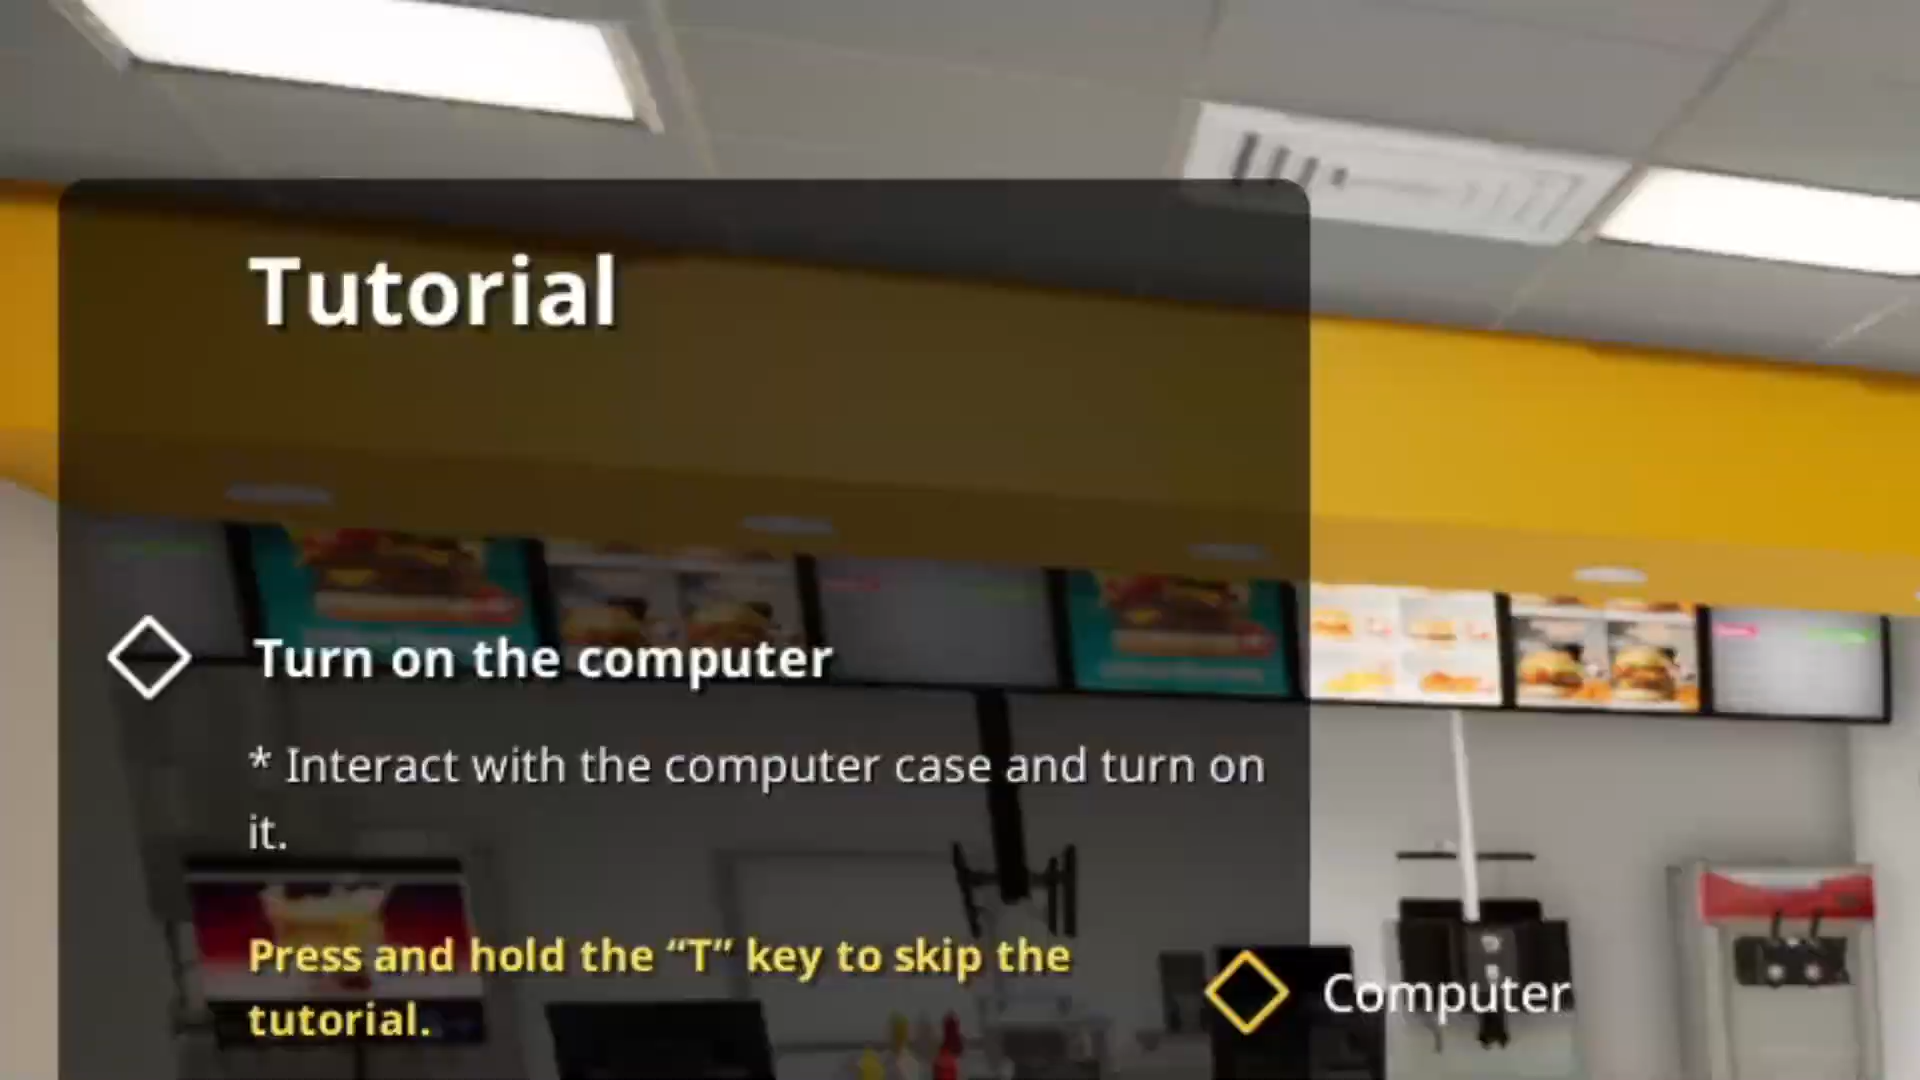 Tutorial
Turn on the computer
* Interact with the computer case and turn on
it.
Press and hold the “T” key to skip the
tutorial.
Computer